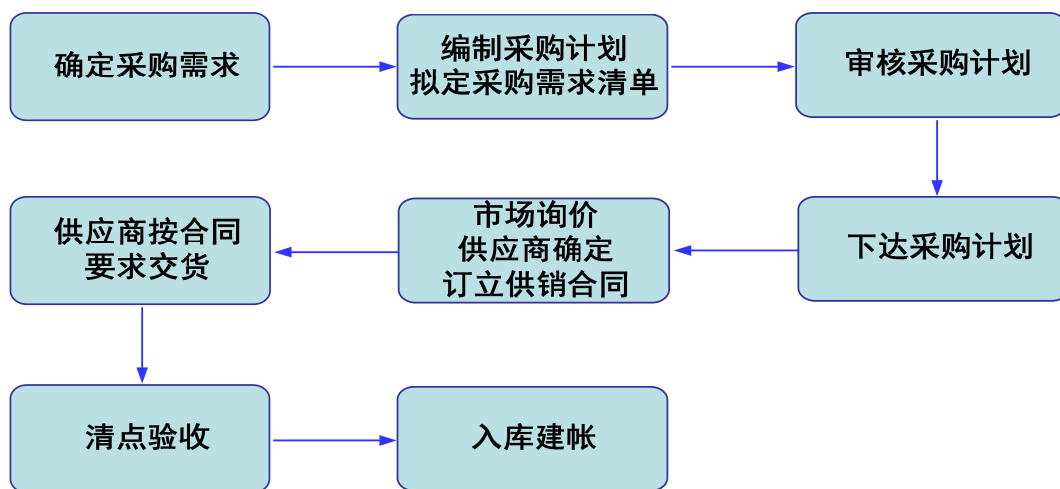 确定采购需求
编制采购计划
拟定采购需求清单
审核采购计划
下达采购计划
市场询价
供应商确定
订立供销合同
供应商按合同
要求交货
清点验收
入库建帐